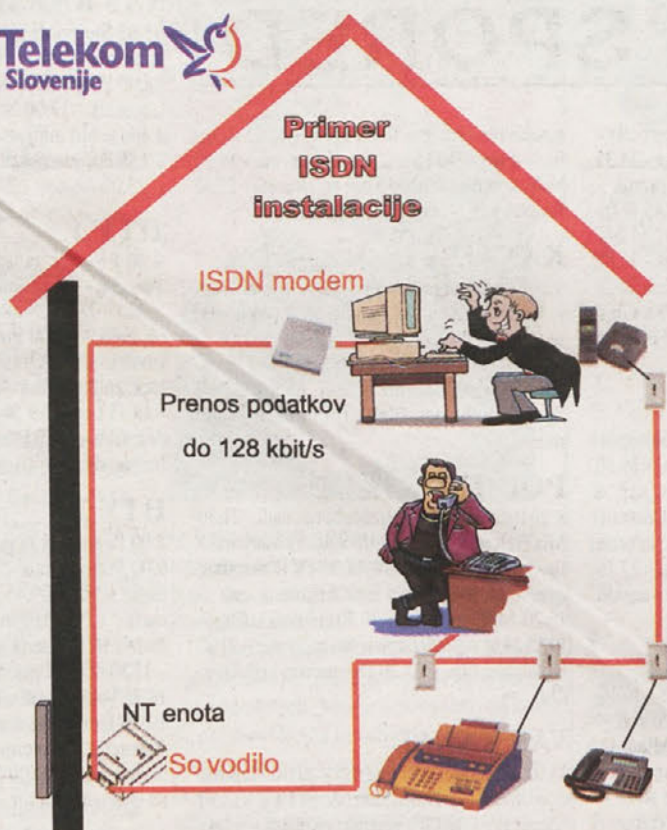 Telekom
Slovenije
Primer
ISDN
instalacije
ISDN modem
Prenos podatkov
do 128 kbit/s
NT enota
So vodilo